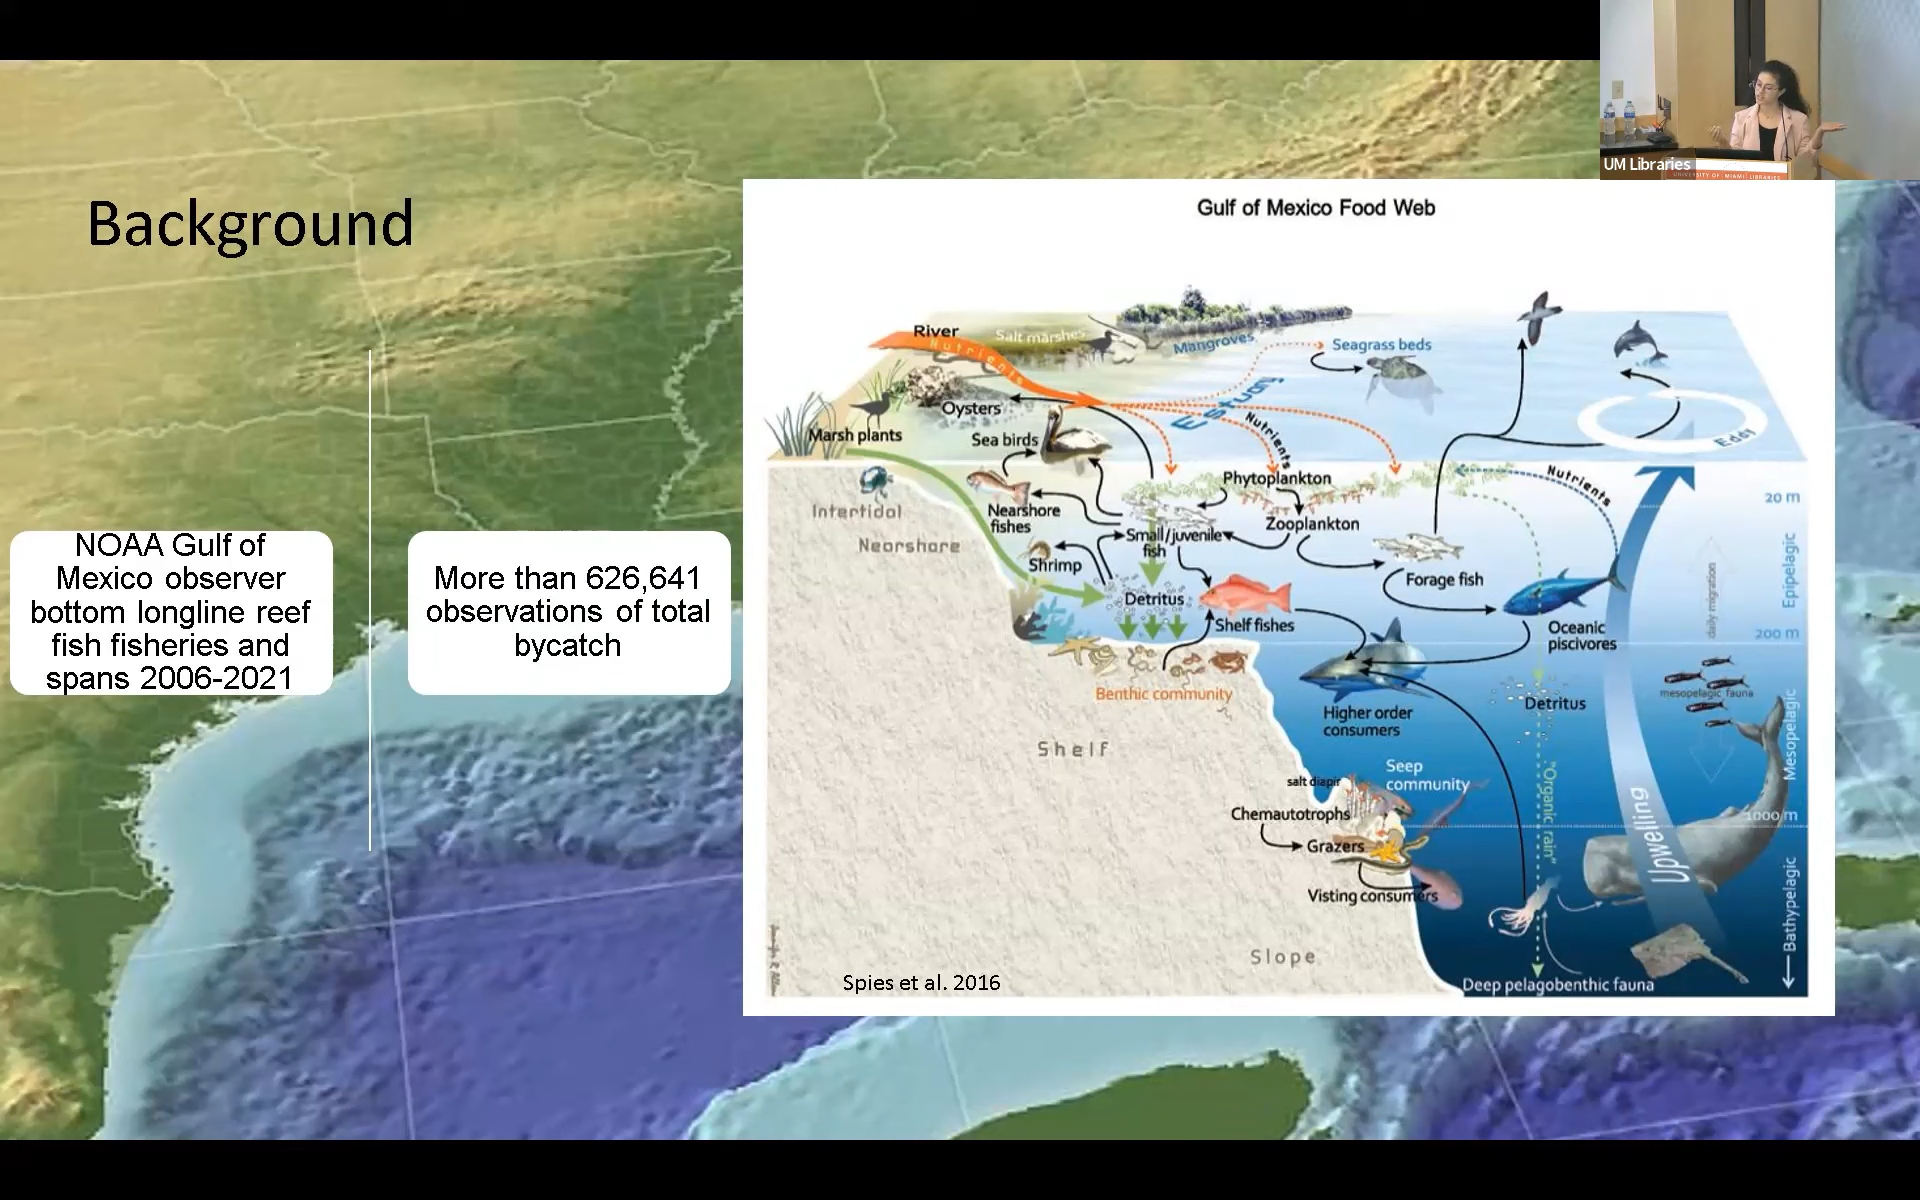 UM Libraries
UNIVERSITY OF MIAMI LIBRARIES
Background
NOAA Gulf of
Mexico observer
bottom longline reef
fish fisheries and
spans 2006-2021
More than 626,641
observations of total
bycatch
Gulf of Mexico Food Web
River
Nutrients
Salt marshes
Mangroves
Seagrass beds
Estuary
Oysters
Marsh plants
Sea birds
Nutrients
Eddy
Phytoplankton
Nutrients
20 m
Intertidal
Nearshore
fishes
Zooplankton
Nearshore
Small/juvenile
fish
Shrimp
Forage fish
Epipelagic
daily migration
Detritus
Shelf fishes
Oceanic
piscivores
200 m
Benthic community
mesopelagic fauna
Detritus
Higher order
consumers
Mesopelagic
Shelf
Seep
community
salt diapir
"Organic rain"
Chemautotrophs
1000 m
Upwelling
Grazers
Visting consumers
Bathypelagic
Slope
Spies et al. 2016
Deep pelagobenthic fauna